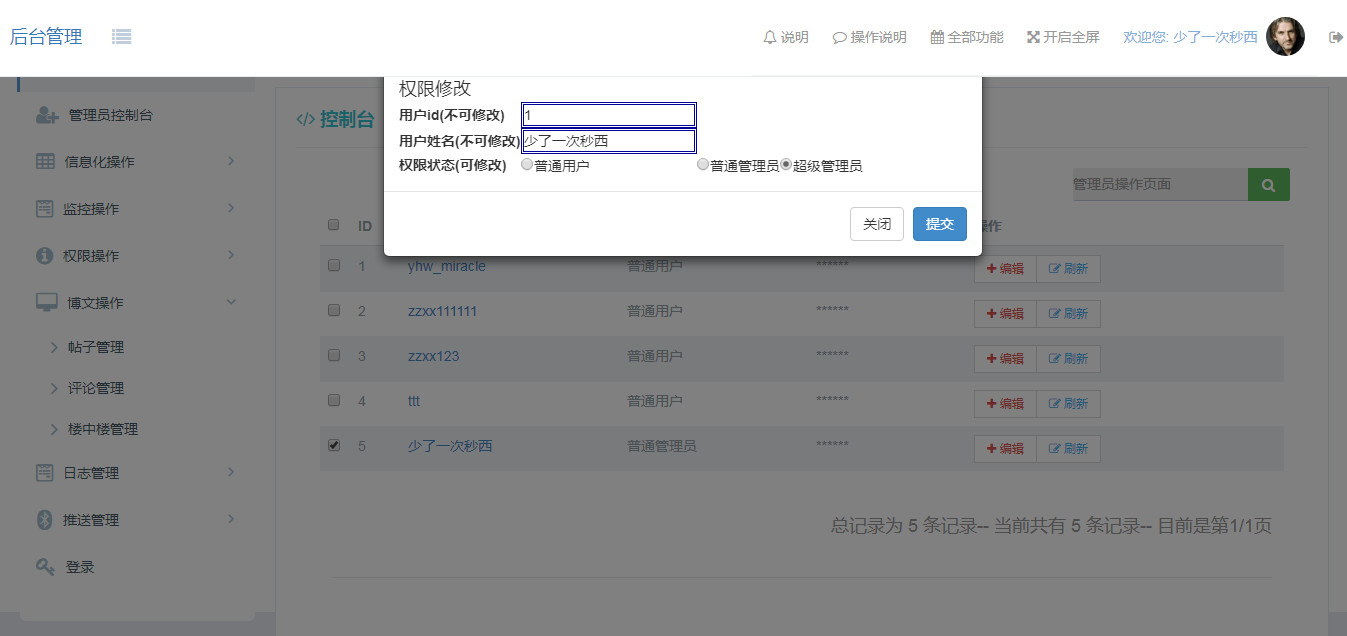 后台管理
说明 操作说明 全部功能 开启全屏 欢迎您: 少了一次秒西
权限修改
用户id(不可修改) 1
用户姓名(不可修改) 少了一次秒西
权限状态(可修改) 普通用户 普通管理员 超级管理员
关闭 提交
管理员控制台
信息化操作
监控操作
权限操作
博文操作
帖子管理
评论管理
楼中楼管理
日志管理
推送管理
登录
</> 控制台
管理员操作页面
ID 作
1 yhw_miracle 普通用户 ****** 编辑 刷新
2 zzxx111111 普通用户 ****** 编辑 刷新
3 zzxx123 普通用户 ****** 编辑 刷新
4 ttt 普通用户 ****** 编辑 刷新
5 少了一次秒西 普通管理员 ****** 编辑 刷新
总记录为 5 条记录-- 当前共有 5 条记录-- 目前是第1/1页